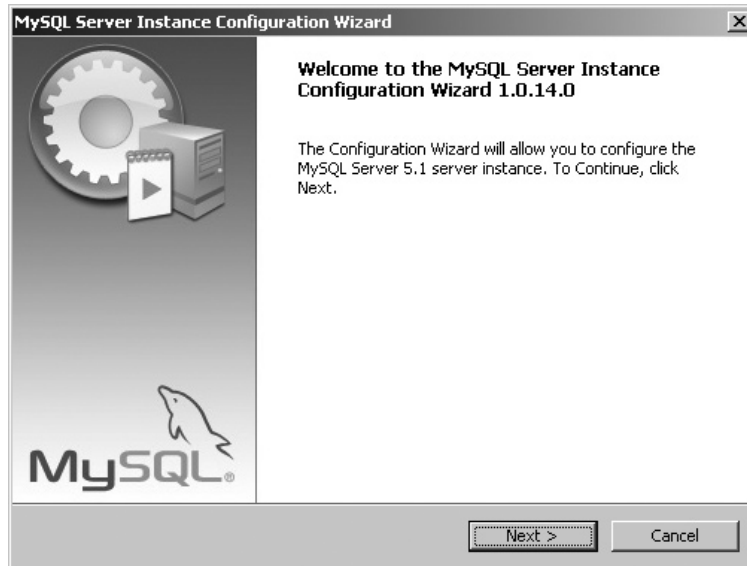 MySQL Server Instance Configuration Wizard
Welcome to the MySQL Server Instance
Configuration Wizard 1.0.14.0
The Configuration Wizard will allow you to configure the
MySQL Server 5.1 server instance. To Continue, click
Next.
MySQL®
Next >
Cancel